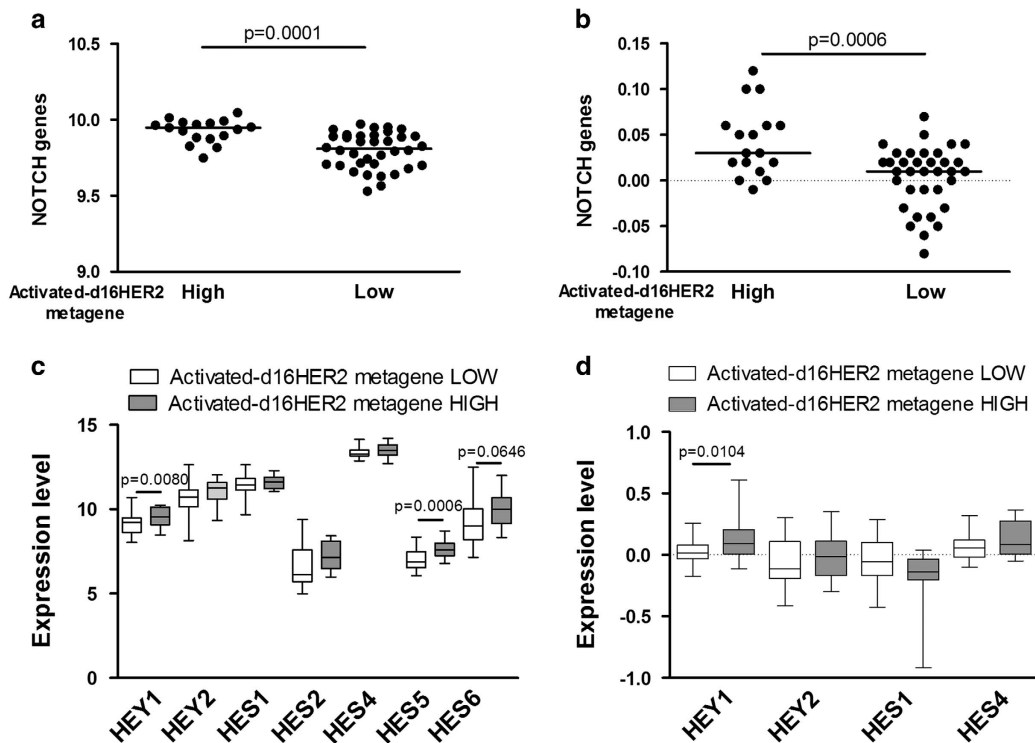 a
p=0.0001
10.5
10.0
9.5
9.0
NOTCH genes
Activated-d16HER2
metagene
High
Low
b
p=0.0006
0.15
0.10
0.05
0.00
-0.05
-0.10
NOTCH genes
Activated-d16HER2
metagene
High
Low
c
Activated-d16HER2 metagene LOW
Activated-d16HER2 metagene HIGH
15
10
5
0
Expression level
p=0.0080
p=0.0006
p=0.0646
HEY1
HEY2
HES1
HES2
HES4
HES5
HES6
d
Activated-d16HER2 metagene LOW
Activated-d16HER2 metagene HIGH
1.0
0.5
0.0
-0.5
-1.0
Expression level
p=0.0104
HEY1
HEY2
HES1
HES4